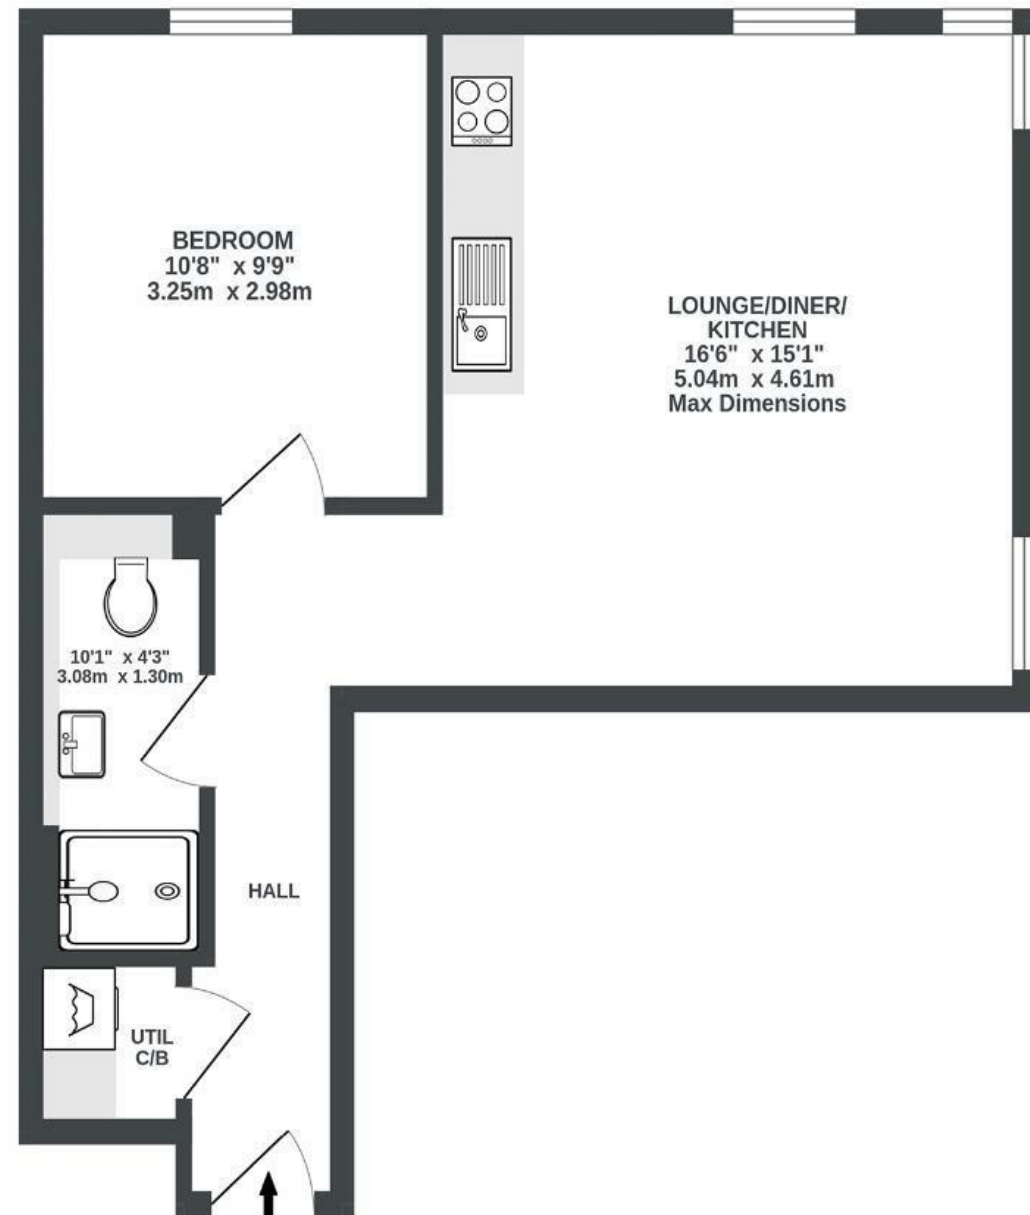 BEDROOM
10'8" x 9'9"
3.25m x 2.98m
LOUNGE/DINER/
KITCHEN
16'6" x 15'1"
5.04m x 4.61m
Max Dimensions
10'1" x 4'3"
3.08m x 1.30m
HALL
UTIL
C/B